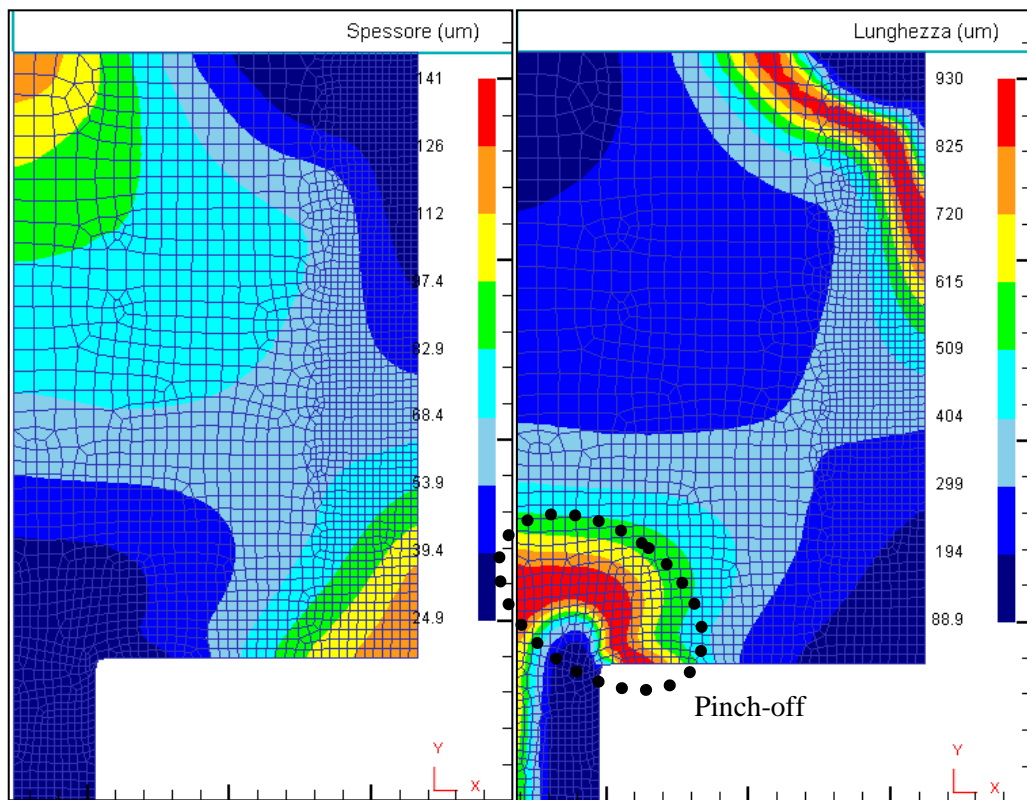 Spessore (um)
141
126
112
97.4
82.9
68.4
53.9
39.4
24.9
Y
X
Lunghezza (um)
930
825
720
615
509
404
299
194
88.9
Pinch-off
Y
X